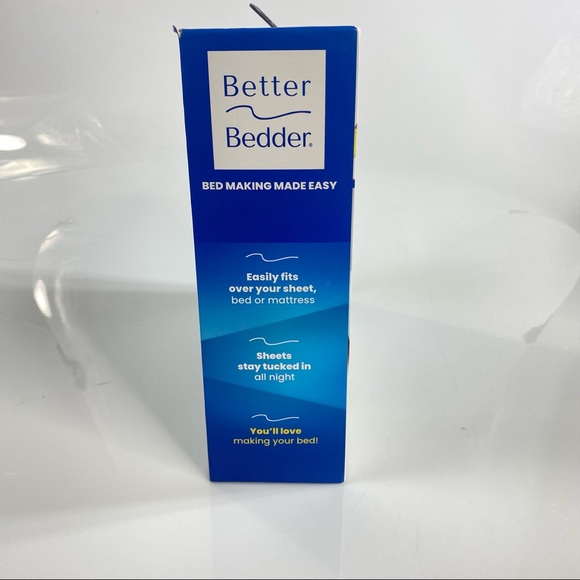 Better
Bedder®
BED MAKING MADE EASY
Easily fits
over your sheet,
bed or mattress
Sheets
stay tucked in
all night
You'll love
making your bed!